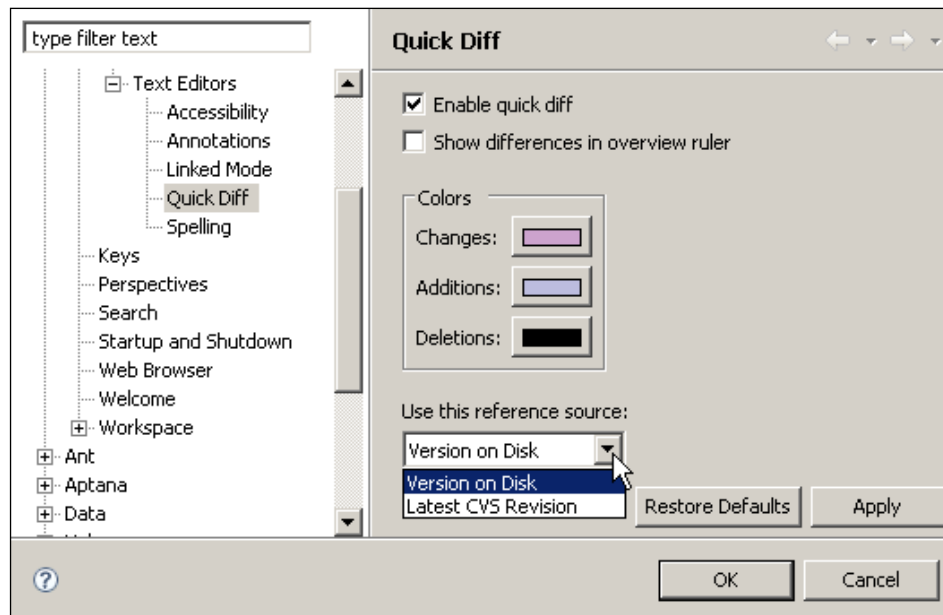 type filter text
Text Editors
Accessibility
Annotations
Linked Mode
Quick Diff
Spelling
Keys
Perspectives
Search
Startup and Shutdown
Web Browser
Welcome
Workspace
Ant
Aptana
Data
Quick Diff
Enable quick diff
Show differences in overview ruler
Colors
Changes:
Additions:
Deletions:
Use this reference source:
Version on Disk
Version on Disk
Latest CVS Revision
Restore Defaults
Apply
?
OK
Cancel